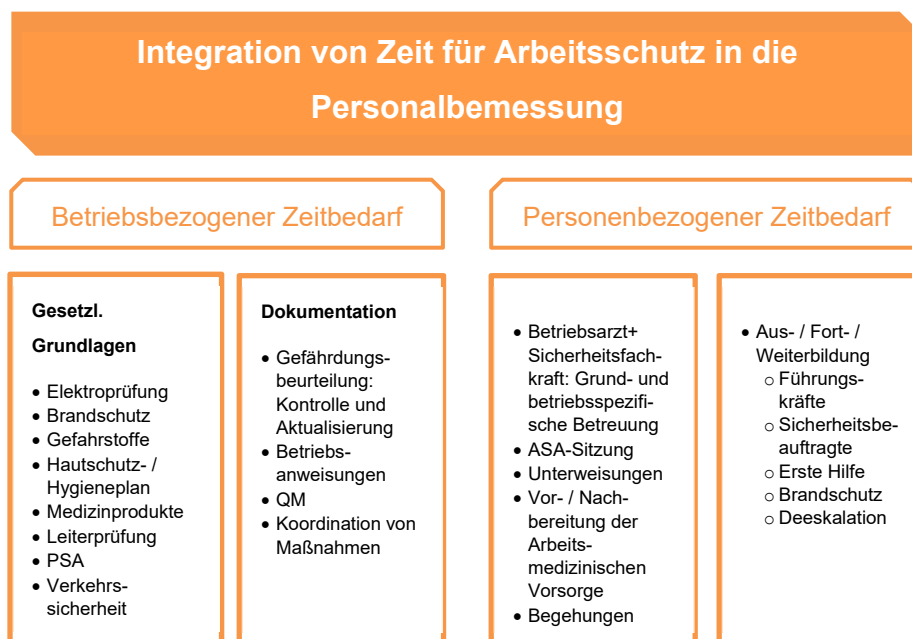 Integration von Zeit für Arbeitsschutz in die
Personalbemessung
Betriebsbezogener Zeitbedarf
Personenbezogener Zeitbedarf
Gesetzl.
Grundlagen
• Elektroprüfung
• Brandschutz
• Gefahrstoffe
• Hautschutz- /
Hygieneplan
• Medizinprodukte
• Leiterprüfung
• PSA
• Verkehrs-
sicherheit
Dokumentation
• Gefährdungs-
beurteilung:
Kontrolle und
Aktualisierung
• Betriebs-
anweisungen
• QM
• Koordination von
Maßnahmen
• Betriebsarzt+
Sicherheitsfach-
kraft: Grund- und
betriebsspezifi-
sche Betreuung
• ASA-Sitzung
• Unterweisungen
• Vor- / Nach-
bereitung der
Arbeits-
medizinischen
Vorsorge
• Begehungen
• Aus- / Fort- /
Weiterbildung
○ Führungs-
kräfte
○ Sicherheitsbe-
auftragte
○ Erste Hilfe
○ Brandschutz
○ Deeskalation